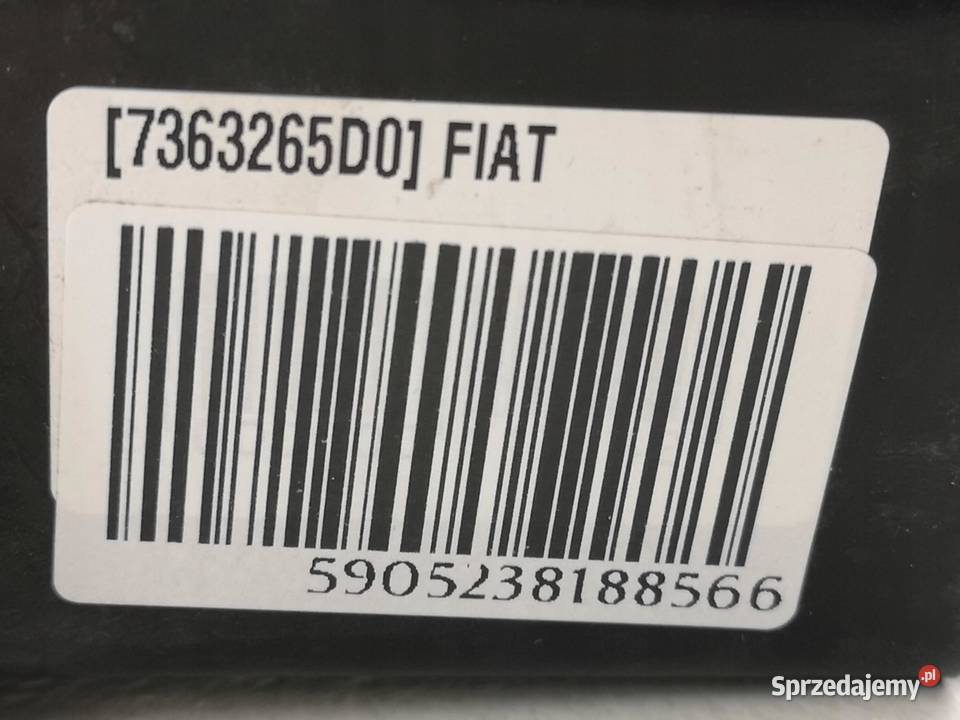 [7363265D0] FIAT
5905238188566
Sprzedajemy.pl